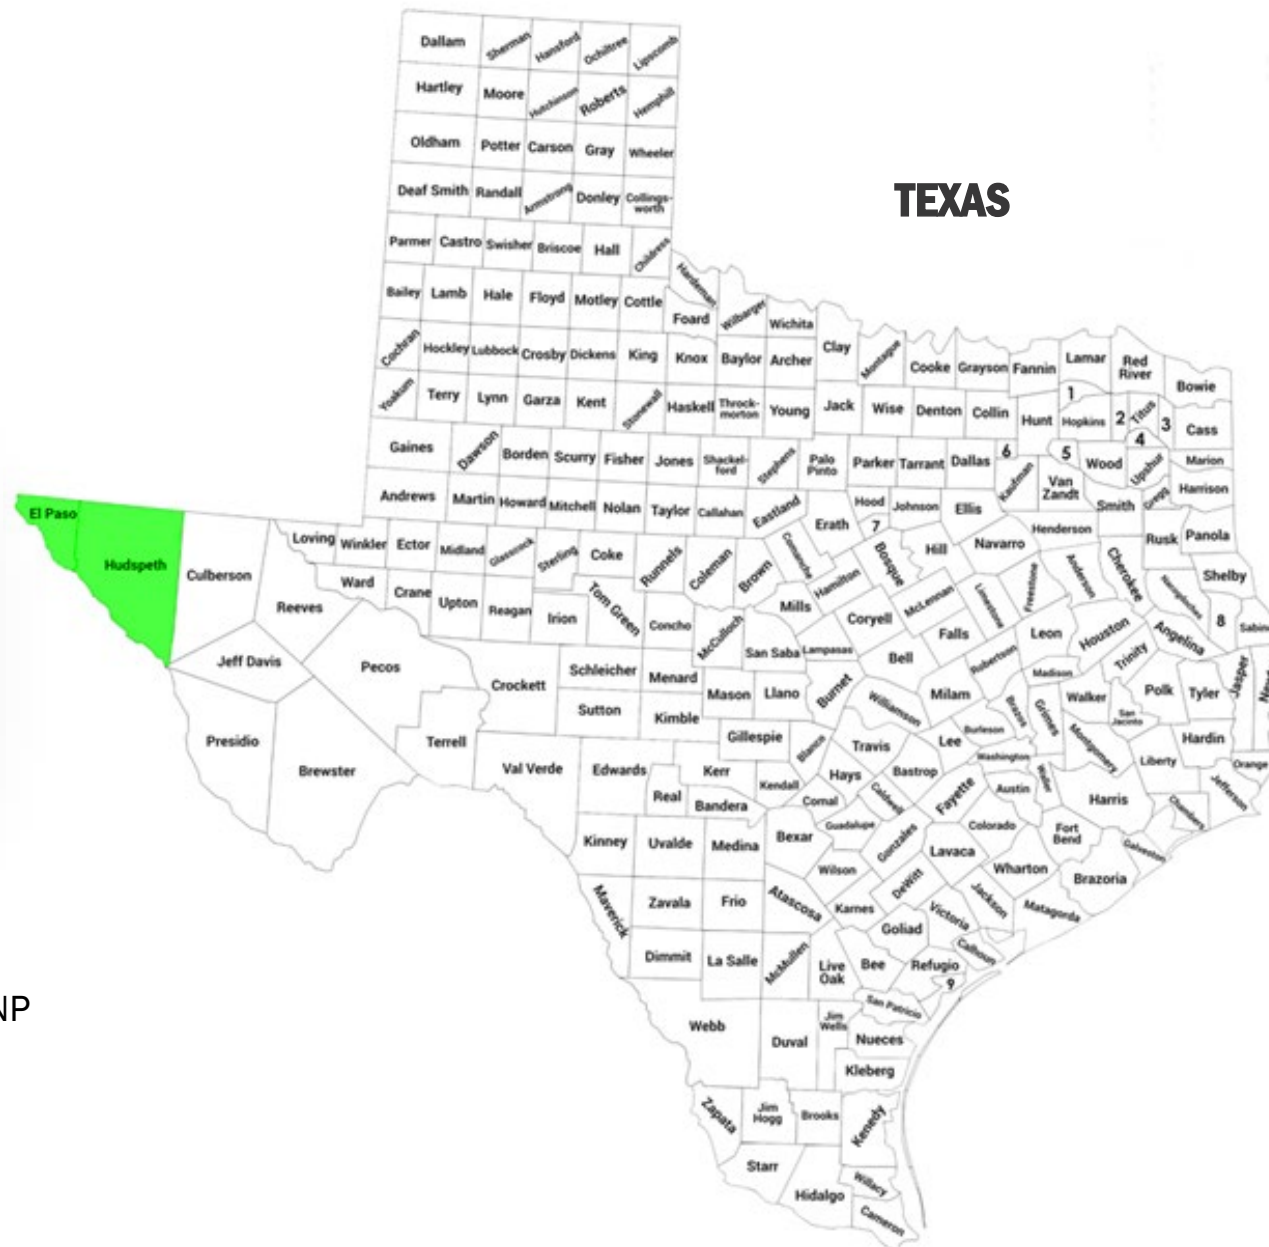 TEXAS
Dallam Sherman Hansford Ochiltree Lipscomb
Hartley Moore Hutchinson Roberts Hemphill
Oldham Potter Carson Gray Wheeler
Deaf Smith Randall Armstrong Donley Collings-
worth
Parmer Castro Swisher Briscoe Hall Childress
Hardeman
Bailey Lamb Hale Floyd Motley Cottle
Foard Wilbarger Wichita
Cochran Hockley Lubbock Crosby Dickens King Knox Baylor Archer Clay Montague Cooke Grayson Fannin Lamar Red
River
Bowie
Yoakum Terry Lynn Garza Kent Stonewall Haskell Throck-
morton
Young Jack Wise Denton Collin Hunt 1
Hopkins 2 Titus 3 Cass
4
Gaines Dawson Borden Scurry Fisher Jones Shackel-
ford
Stephens Palo
Pinto
Parker Tarrant Dallas 6 Kaufman 5 Wood Upshur Marion
Van
Zandt
Andrews Martin Howard Mitchell Nolan Taylor Callahan Eastland Erath Hood Johnson Ellis Smith Gregg Harrison
7
Henderson Rusk Panola
El Paso
Hudspeth
Culberson
Loving Winkler Ector Midland Glasscock Sterling Coke Runnels Coleman Brown Comanche Bosque Hill Navarro Anderson Cherokee
Nacogdoches Shelby
8 Sabine
Reeves Ward Crane Upton Reagan Irion Tom Green Concho McCulloch Mills Hamilton Coryell McLennan Limestone Freestone
San Saba Lampasas Bell Falls Robertson Leon Houston Angelina
Trinity
Jeff Davis Pecos Crockett Schleicher Menard Mason Llano Burnet Williamson Milam Brazos Madison Grimes Walker
San
Jacinto
Polk Tyler Jasper
Sutton Kimble
Presidio Brewster Terrell Val Verde Edwards Gillespie Kerr Blanco Travis Lee Burleson
Washington
Montgomery Liberty Hardin Orange
Real Bandera Kendall Hays Comal Bastrop Caldwell Fayette Austin Waller Harris Chambers Jefferson
Kinney Uvalde Medina Bexar Guadalupe Gonzales Colorado Fort
Bend
Galveston
Wilson Lavaca Wharton Brazoria
Maverick Zavala Frio Atascosa Karnes DeWitt Jackson Matagorda
Victoria
Goliad Calhoun
Dimmit La Salle McMullen Live
Oak
Bee Refugio
9
San Patricio
NP
Webb Duval Jim
Wells
Nueces
Kleberg
Zapata Jim
Hogg
Brooks Kenedy
Starr Hidalgo Willacy
Cameron